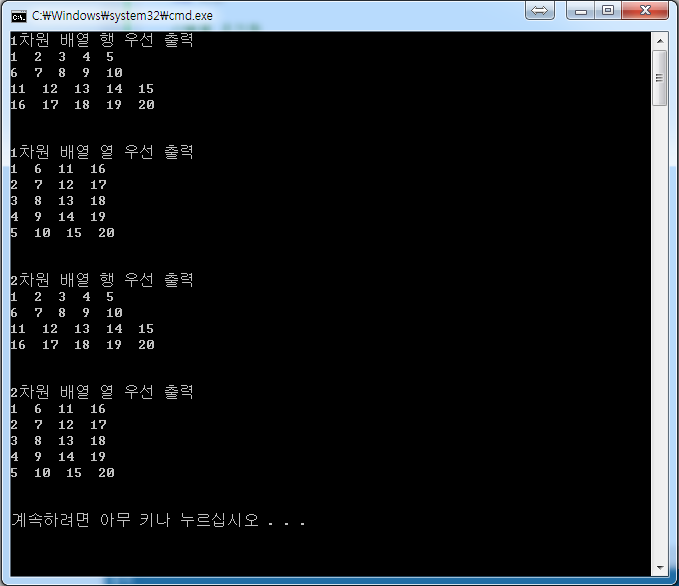 C:₩Windows₩system32₩cmd.exe
1차원 배열 행 우선 출력
1  2  3  4  5
6  7  8  9  10
11  12  13  14  15
16  17  18  19  20
1차원 배열 열 우선 출력
1  6  11  16
2  7  12  17
3  8  13  18
4  9  14  19
5  10  15  20
2차원 배열 행 우선 출력
1  2  3  4  5
6  7  8  9  10
11  12  13  14  15
16  17  18  19  20
2차원 배열 열 우선 출력
1  6  11  16
2  7  12  17
3  8  13  18
4  9  14  19
5  10  15  20
계속하려면 아무 키나 누르십시오 . . .